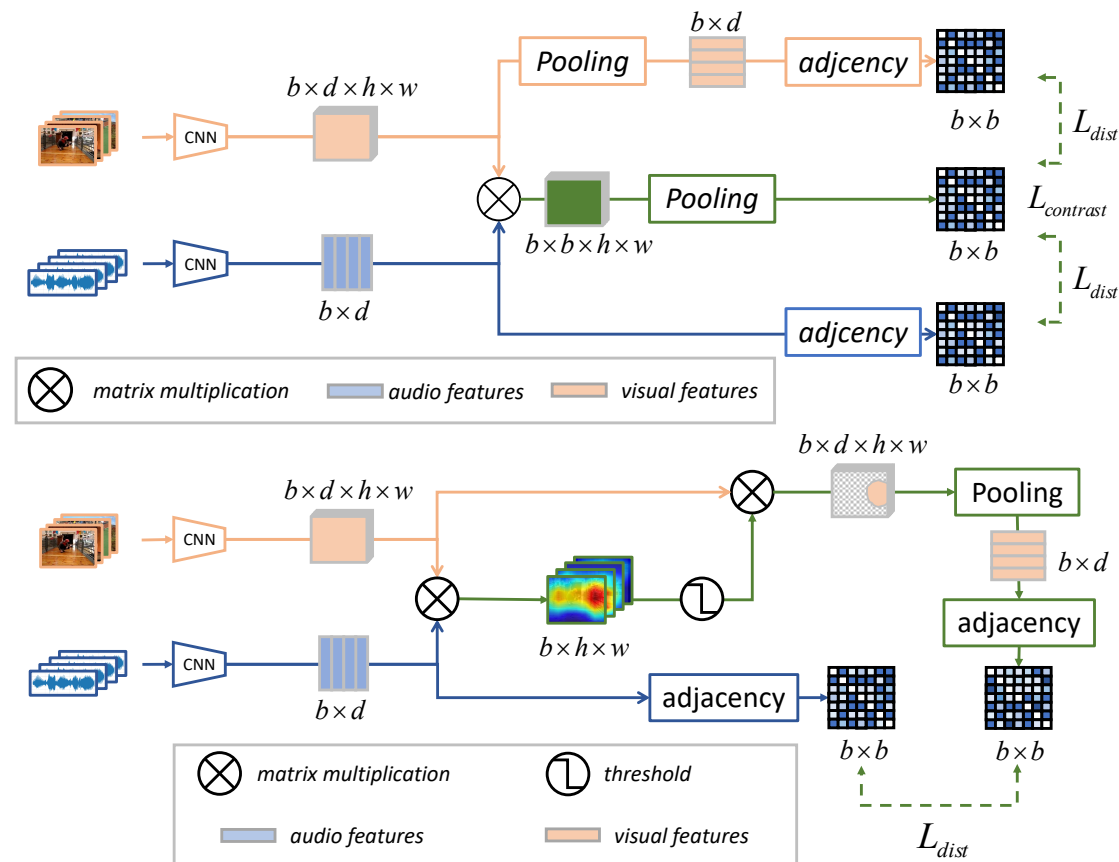 b × d
Pooling
adjcency
b × d × h × w
CNN
b × b
L_dist
Pooling
L_contrast
b × b × h × w
b × b
CNN
L_dist
b × d
adjcency
b × b
matrix multiplication
audio features
visual features
b × d × h × w
b × d × h × w
Pooling
CNN
b × d
b × h × w
adjacency
CNN
b × d
adjacency
b × b
b × b
matrix multiplication
threshold
audio features
visual features
L_dist